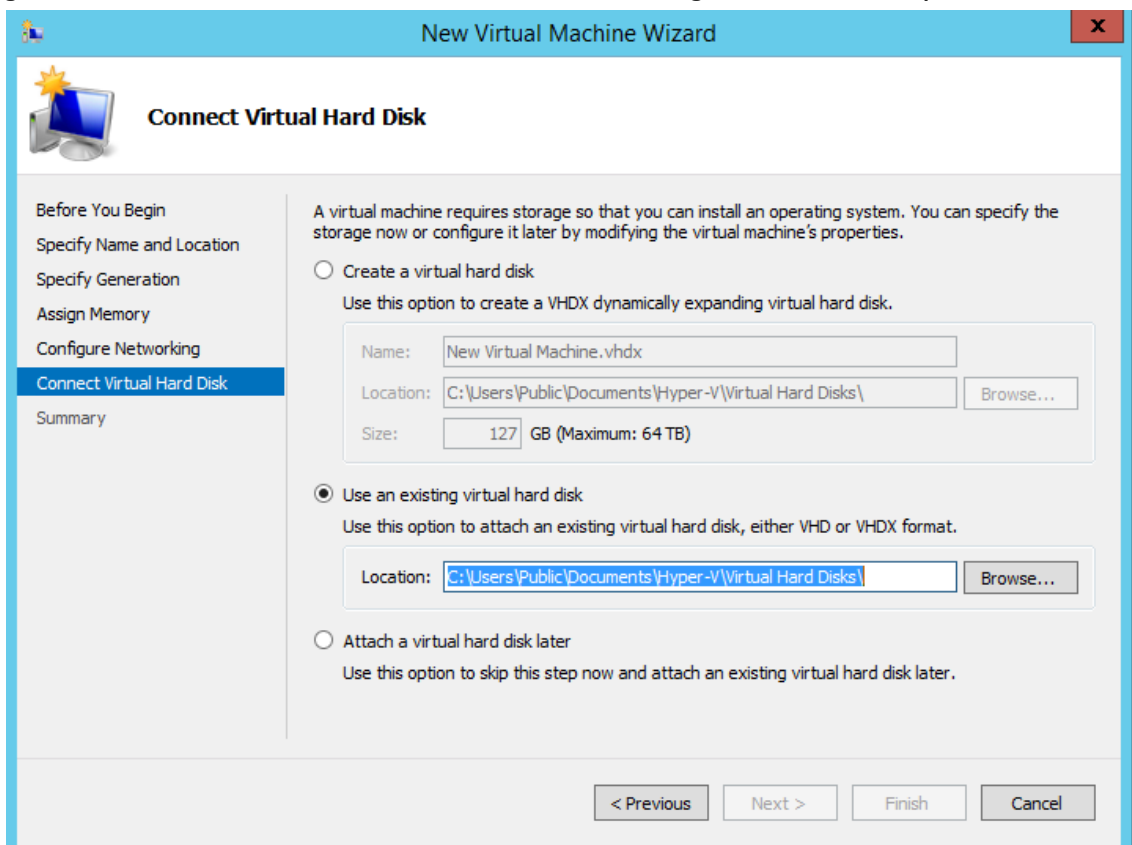 New Virtual Machine Wizard
x
Connect Virtual Hard Disk
Before You Begin
Specify Name and Location
Specify Generation
Assign Memory
Configure Networking
Connect Virtual Hard Disk
Summary
A virtual machine requires storage so that you can install an operating system. You can specify the
storage now or configure it later by modifying the virtual machine's properties.
Create a virtual hard disk
Use this option to create a VHDX dynamically expanding virtual hard disk.
Name: New Virtual Machine.vhdx
Location: C:\Users\Public\Documents\Hyper-V\Virtual Hard Disks\ Browse...
Size: 127 GB (Maximum: 64 TB)
Use an existing virtual hard disk
Use this option to attach an existing virtual hard disk, either VHD or VHDX format.
Location: C:\Users\Public\Documents\Hyper-V\Virtual Hard Disks\ Browse...
Attach a virtual hard disk later
Use this option to skip this step now and attach an existing virtual hard disk later.
< Previous Next > Finish Cancel